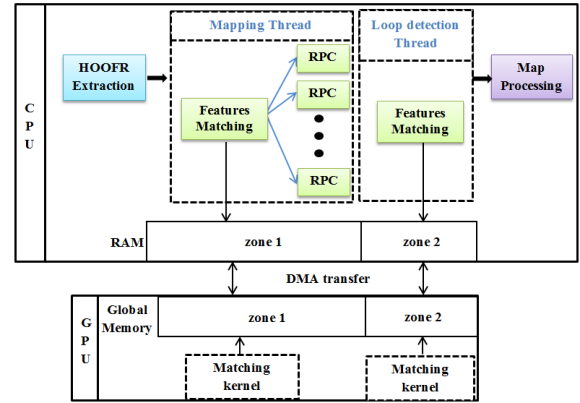 Mapping Thread
Loop detection
Thread
HOOFR
Extraction
RPC
RPC
RPC
Features
Matching
Features
Matching
Map
Processing
C
P
U
RAM
zone 1
zone 2
DMA transfer
G
P
U
Global
Memory
zone 1
zone 2
Matching
kernel
Matching
kernel